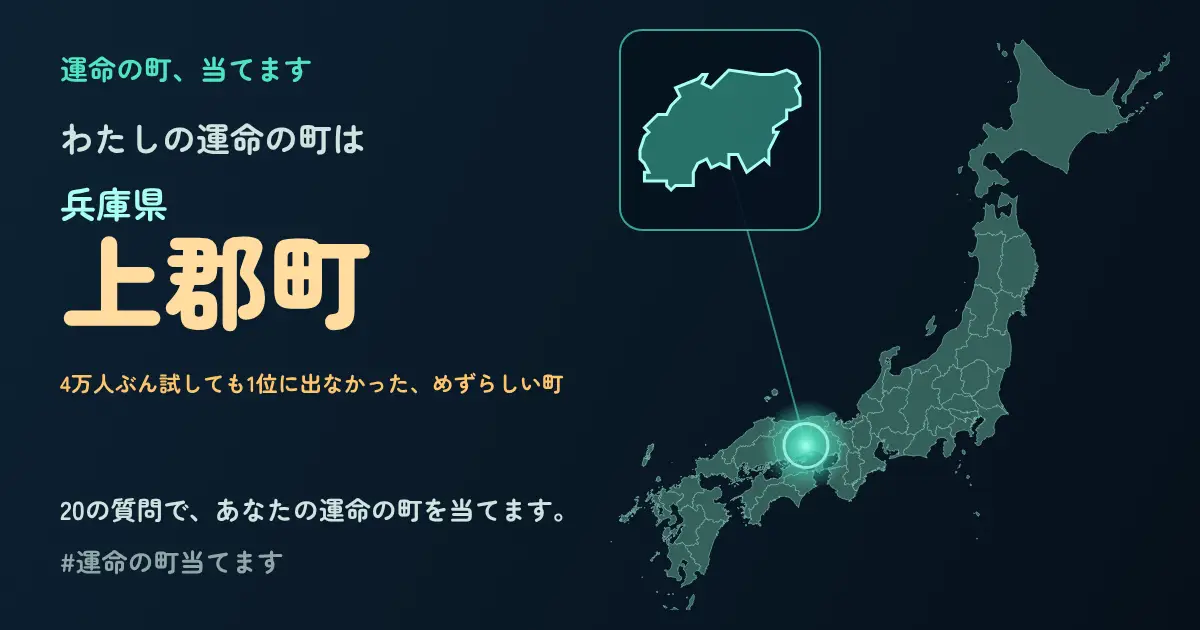 運命の町、当てます
わたしの運命の町は
兵庫県
上郡町
4万人ぶん試しても1位に出なかった、めずらしい町
20の質問で、あなたの運命の町を当てます。
#運命の町当てます